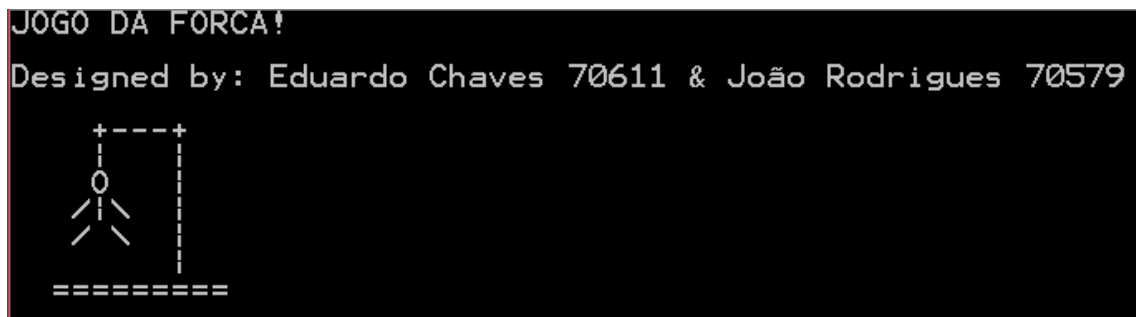 JOGO DA FORCA!
Designed by: Eduardo Chaves 70611 & João Rodrigues 70579
+----+
¦ ¦
O ¦
/¦\ ¦
/ \ ¦
¦
=========